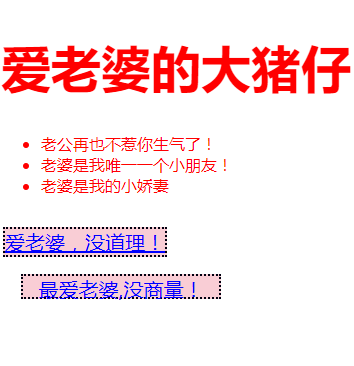 爱老婆的大猪仔
老公再也不惹你生气了！
老婆是我唯一一个小朋友！
老婆是我的小娇妻
爱老婆，没道理！
最爱老婆,没商量！